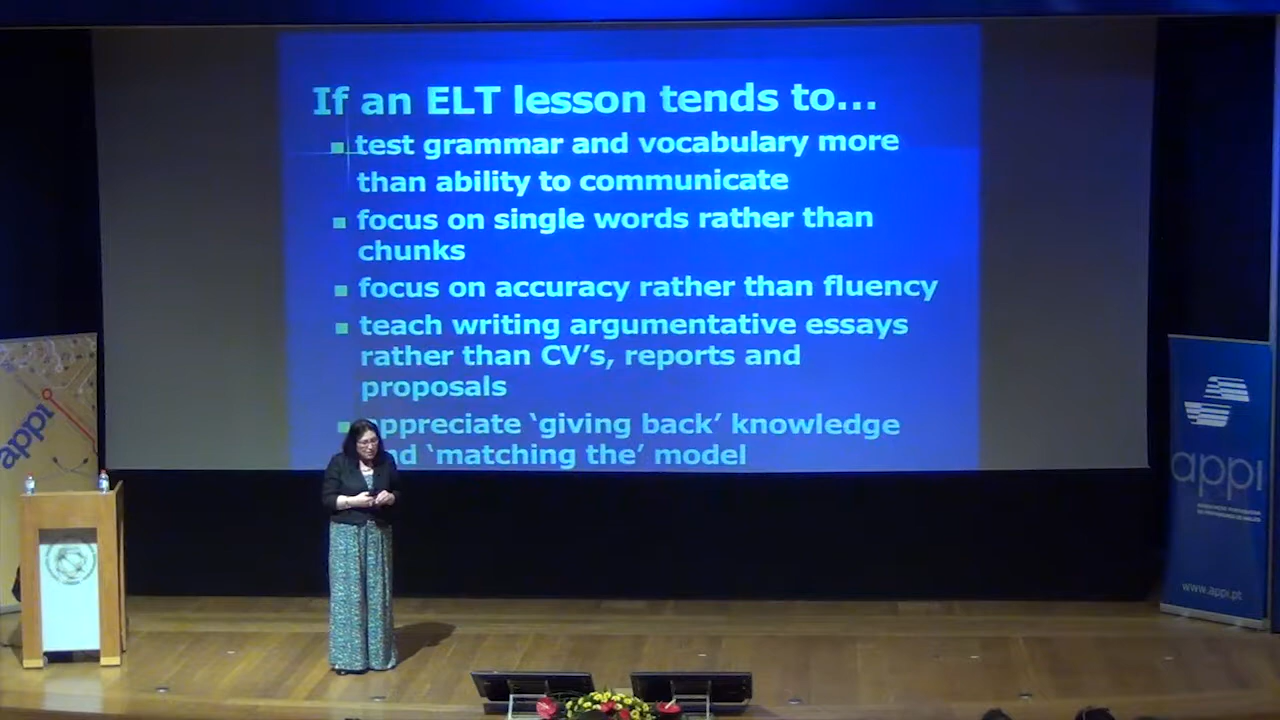 If an ELT lesson tends to...
test grammar and vocabulary more
than ability to communicate
focus on single words rather than
chunks
focus on accuracy rather than fluency
teach writing argumentative essays
rather than CV's, reports and
proposals
appreciate ‘giving back’ knowledge
and ‘matching the’ model
appi
appi
www.appi.pt